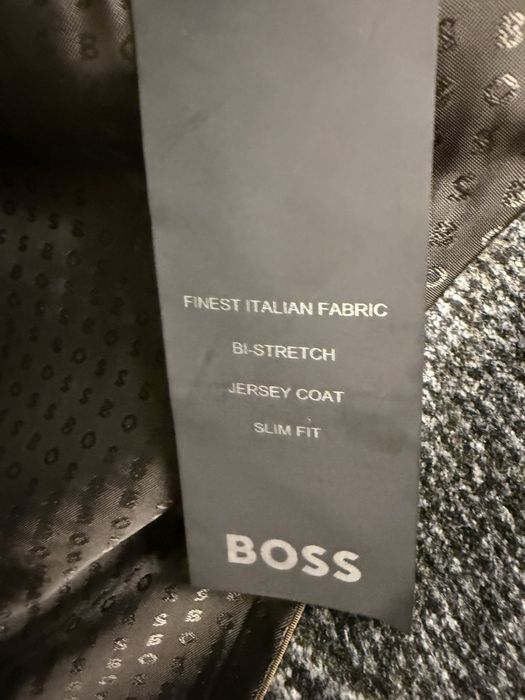 FINEST ITALIAN FABRIC
BI-STRETCH
JERSEY COAT
SLIM FIT
BOSS